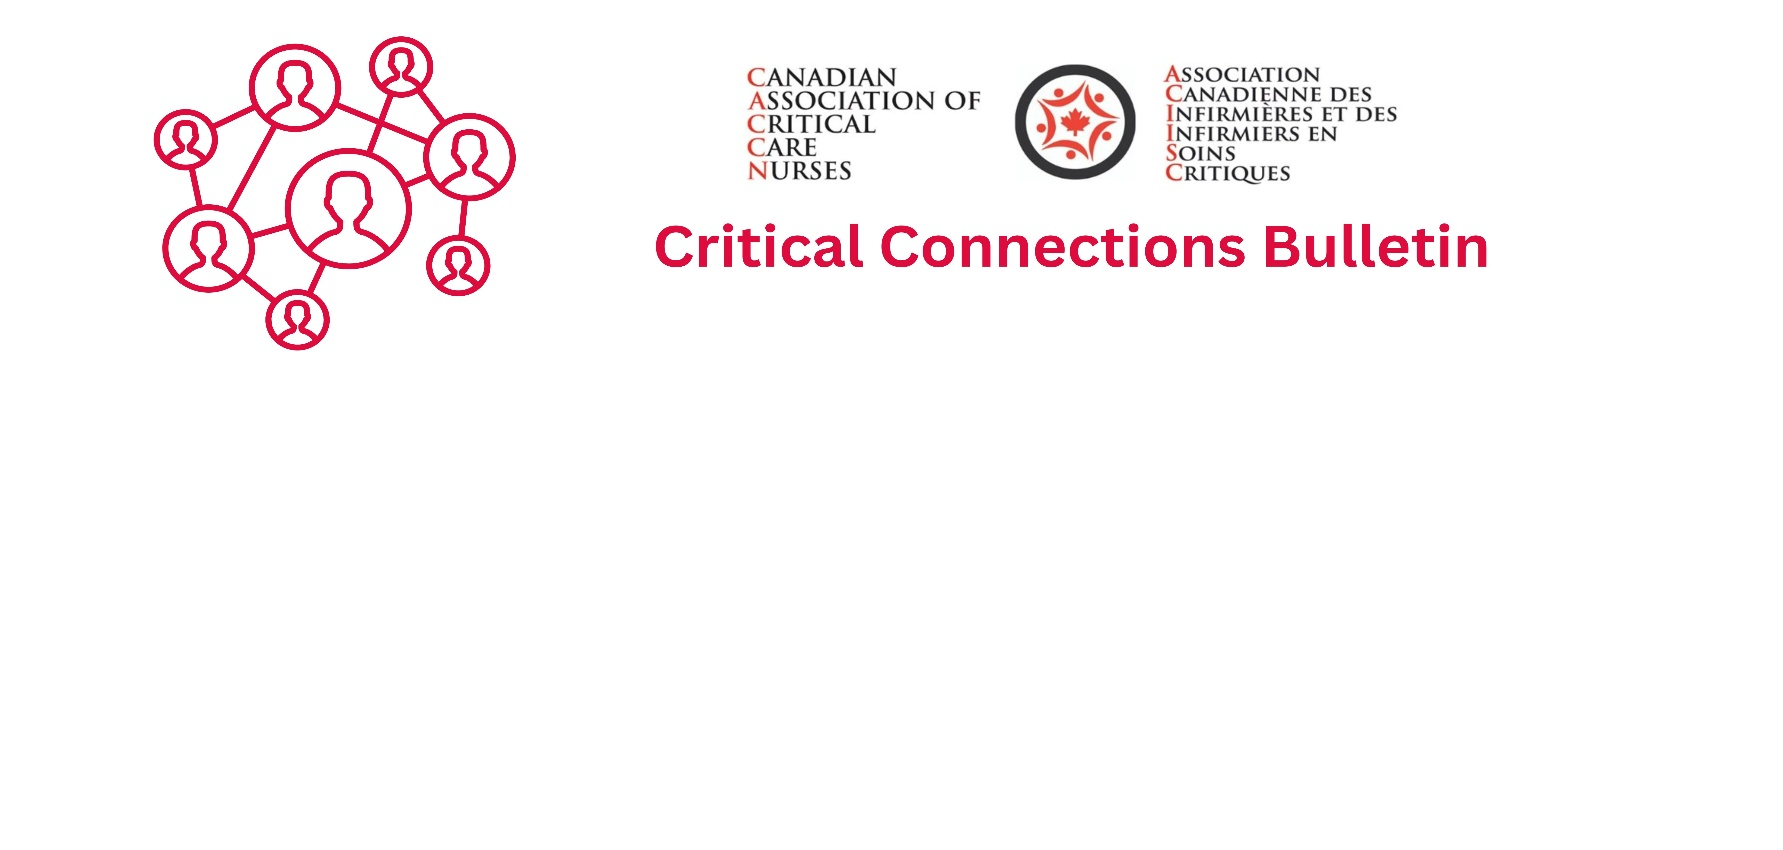 CANADIAN
ASSOCIATION OF
CRITICAL
CARE
NURSES
ASSOCIATION
CANADIENNE DES
INFIRMIÈRES ET DES
INFIRMIERS EN
SOINS
CRITIQUES
Critical Connections Bulletin